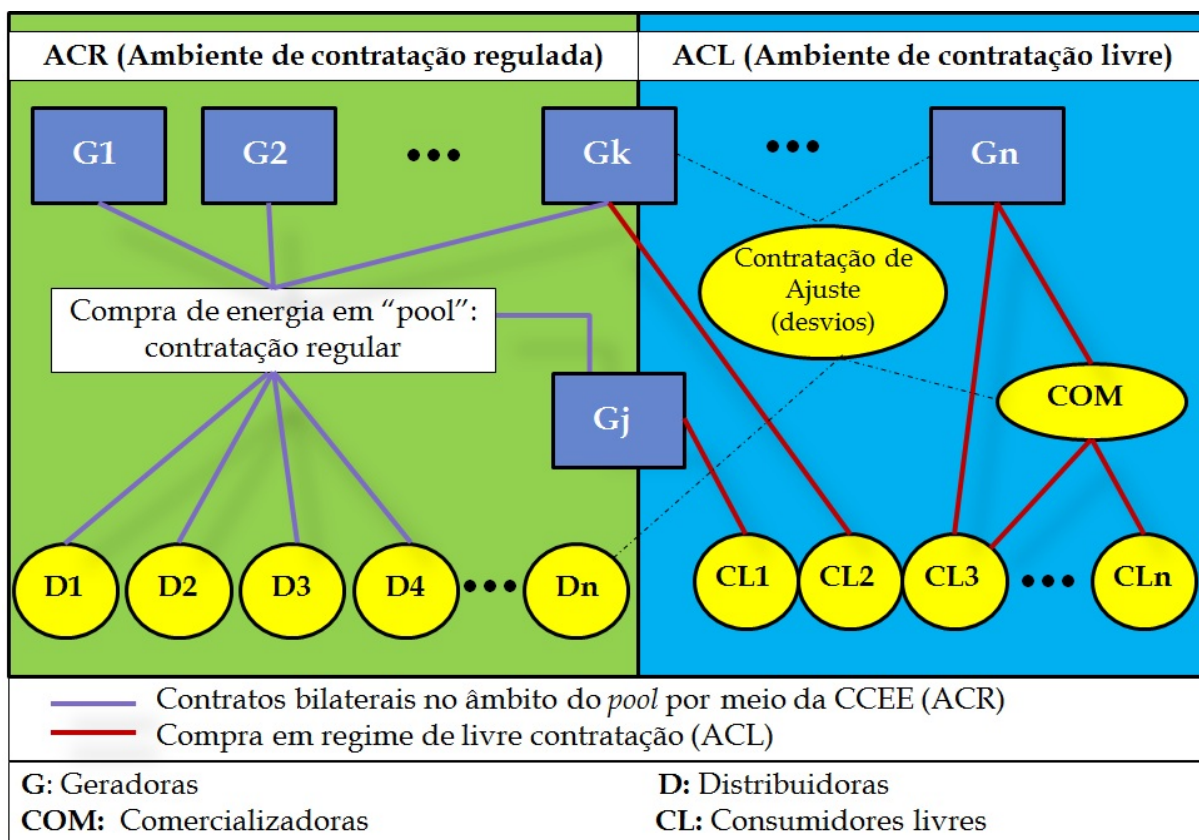 ACR (Ambiente de contratação regulada)
ACL (Ambiente de contratação livre)
G1
G2
•••
Gk
•••
Gn
Contratação de
Ajuste
(desvios)
Compra de energia em “pool”:
contratação regular
Gj
COM
D1
D2
D3
D4
•••
Dn
CL1
CL2
CL3
•••
CLn
Contratos bilaterais no âmbito do pool por meio da CCEE (ACR)
Compra em regime de livre contratação (ACL)
G: Geradoras
D: Distribuidoras
COM: Comercializadoras
CL: Consumidores livres